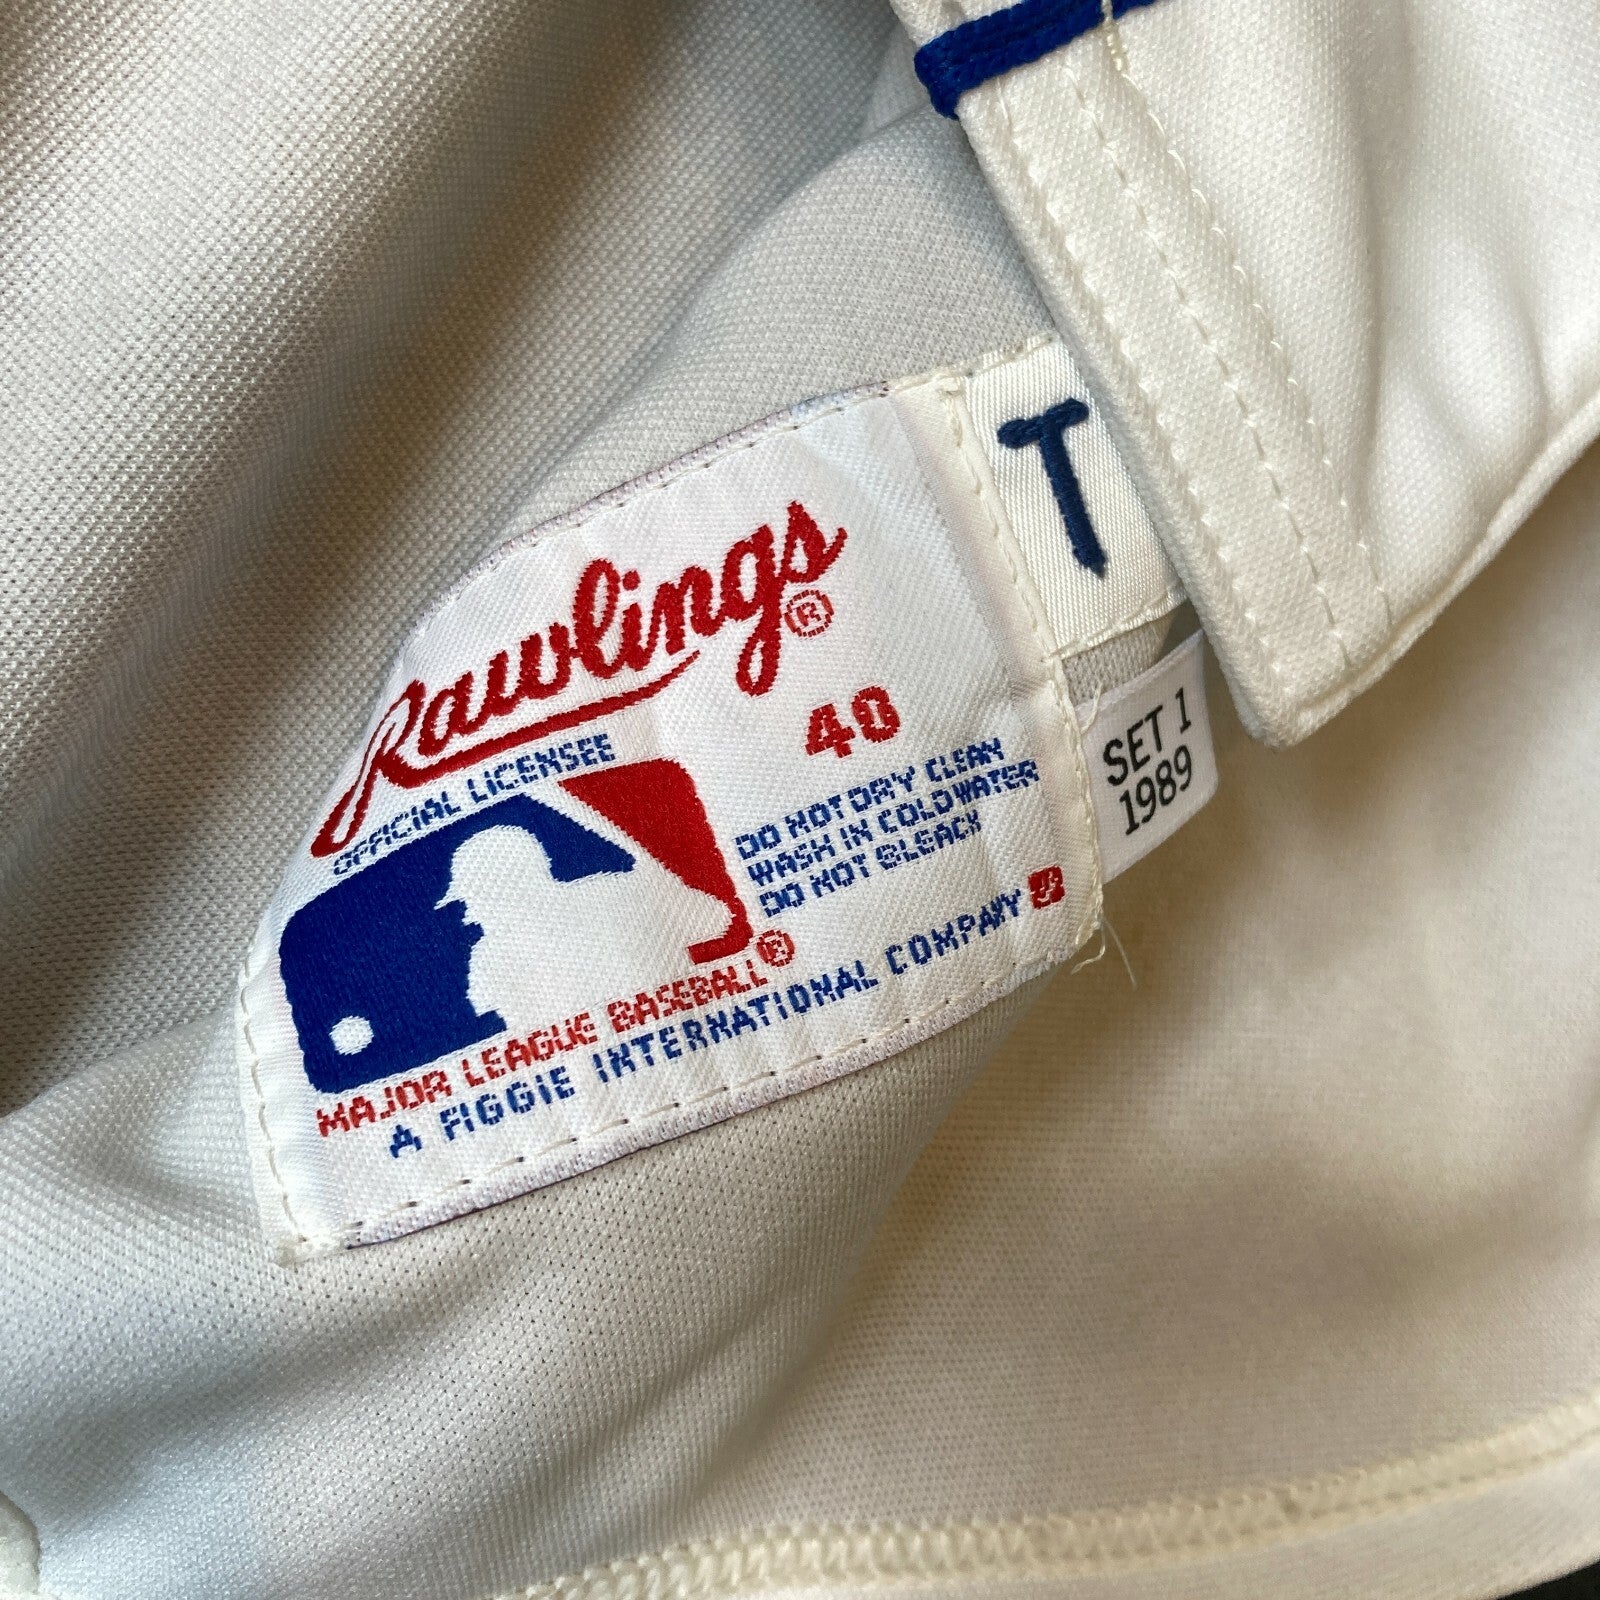 T
Rawlings®
40
OFFICIAL LICENSEE
DO NOT DRY CLEAN
WASH IN COLD WATER
DO NOT BLEACH
MAJOR LEAGUE BASEBALL®
A FIGGIE INTERNATIONAL COMPANY
SET 1
1989